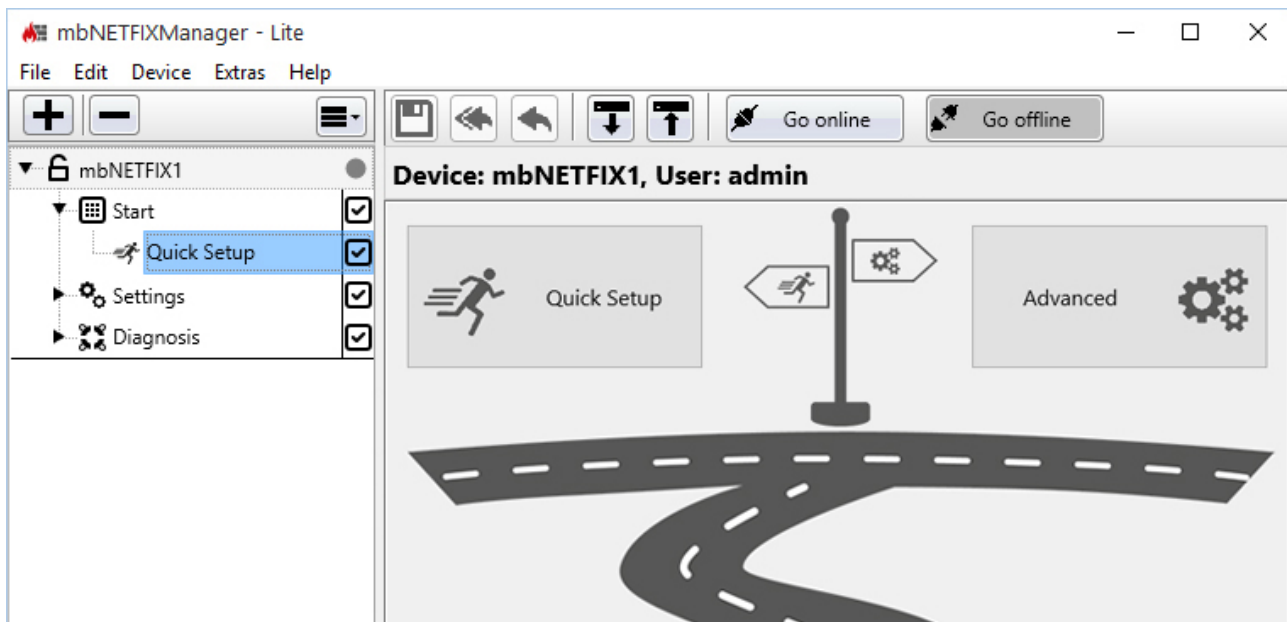 mbNETFIXManager - Lite
File Edit Device Extras Help
Go online Go offline
mbNETFIX1
Start
Quick Setup
Settings
Diagnosis
Device: mbNETFIX1, User: admin
Quick Setup
Advanced